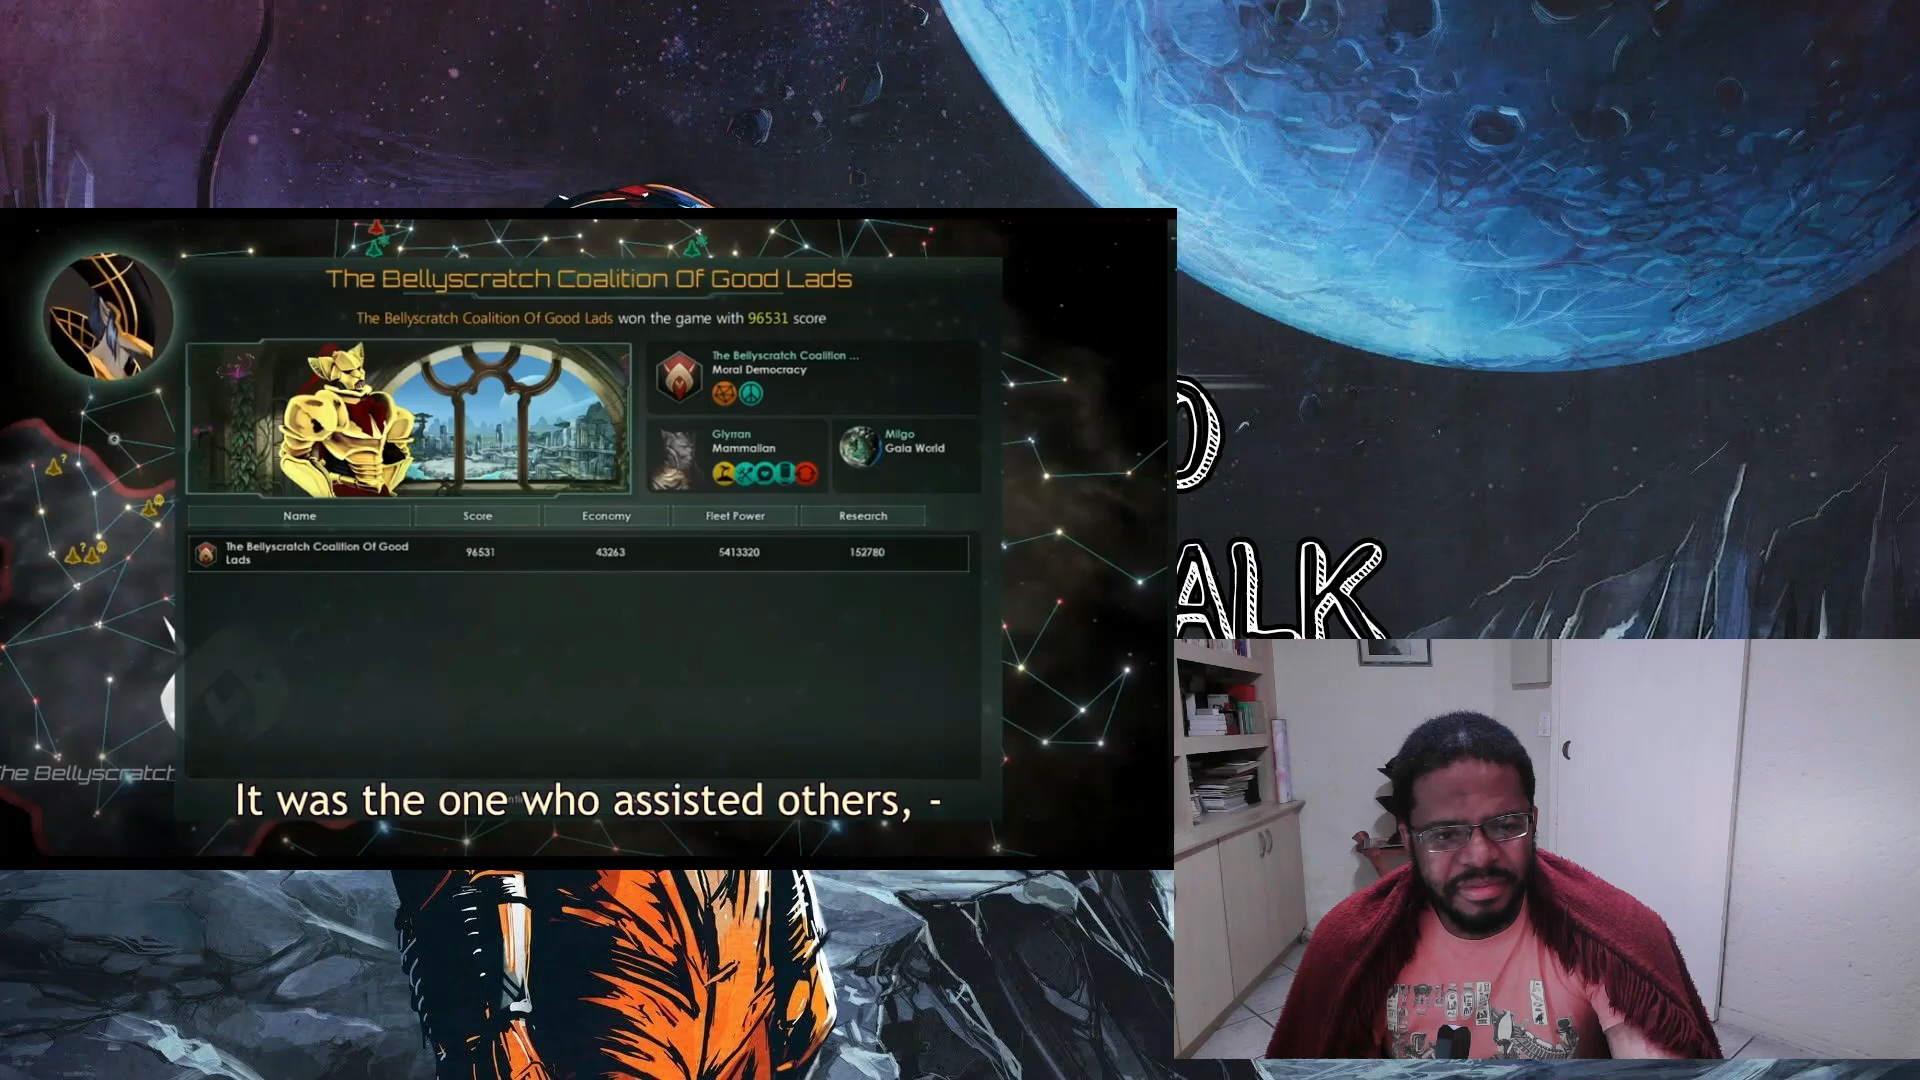 The Bellyscratch Coalition Of Good Lads
The Bellyscratch Coalition Of Good Lads won the game with 96531 score
The Bellyscratch Coalition ...
Moral Democracy
Glyrran
Mammalian
Milgo
Gaia World
Name Score Economy Fleet Power Research
The Bellyscratch Coalition Of Good Lads 96531 43263 5413320 152780
he Bellyscratch
It was the one who assisted others, -
ALK